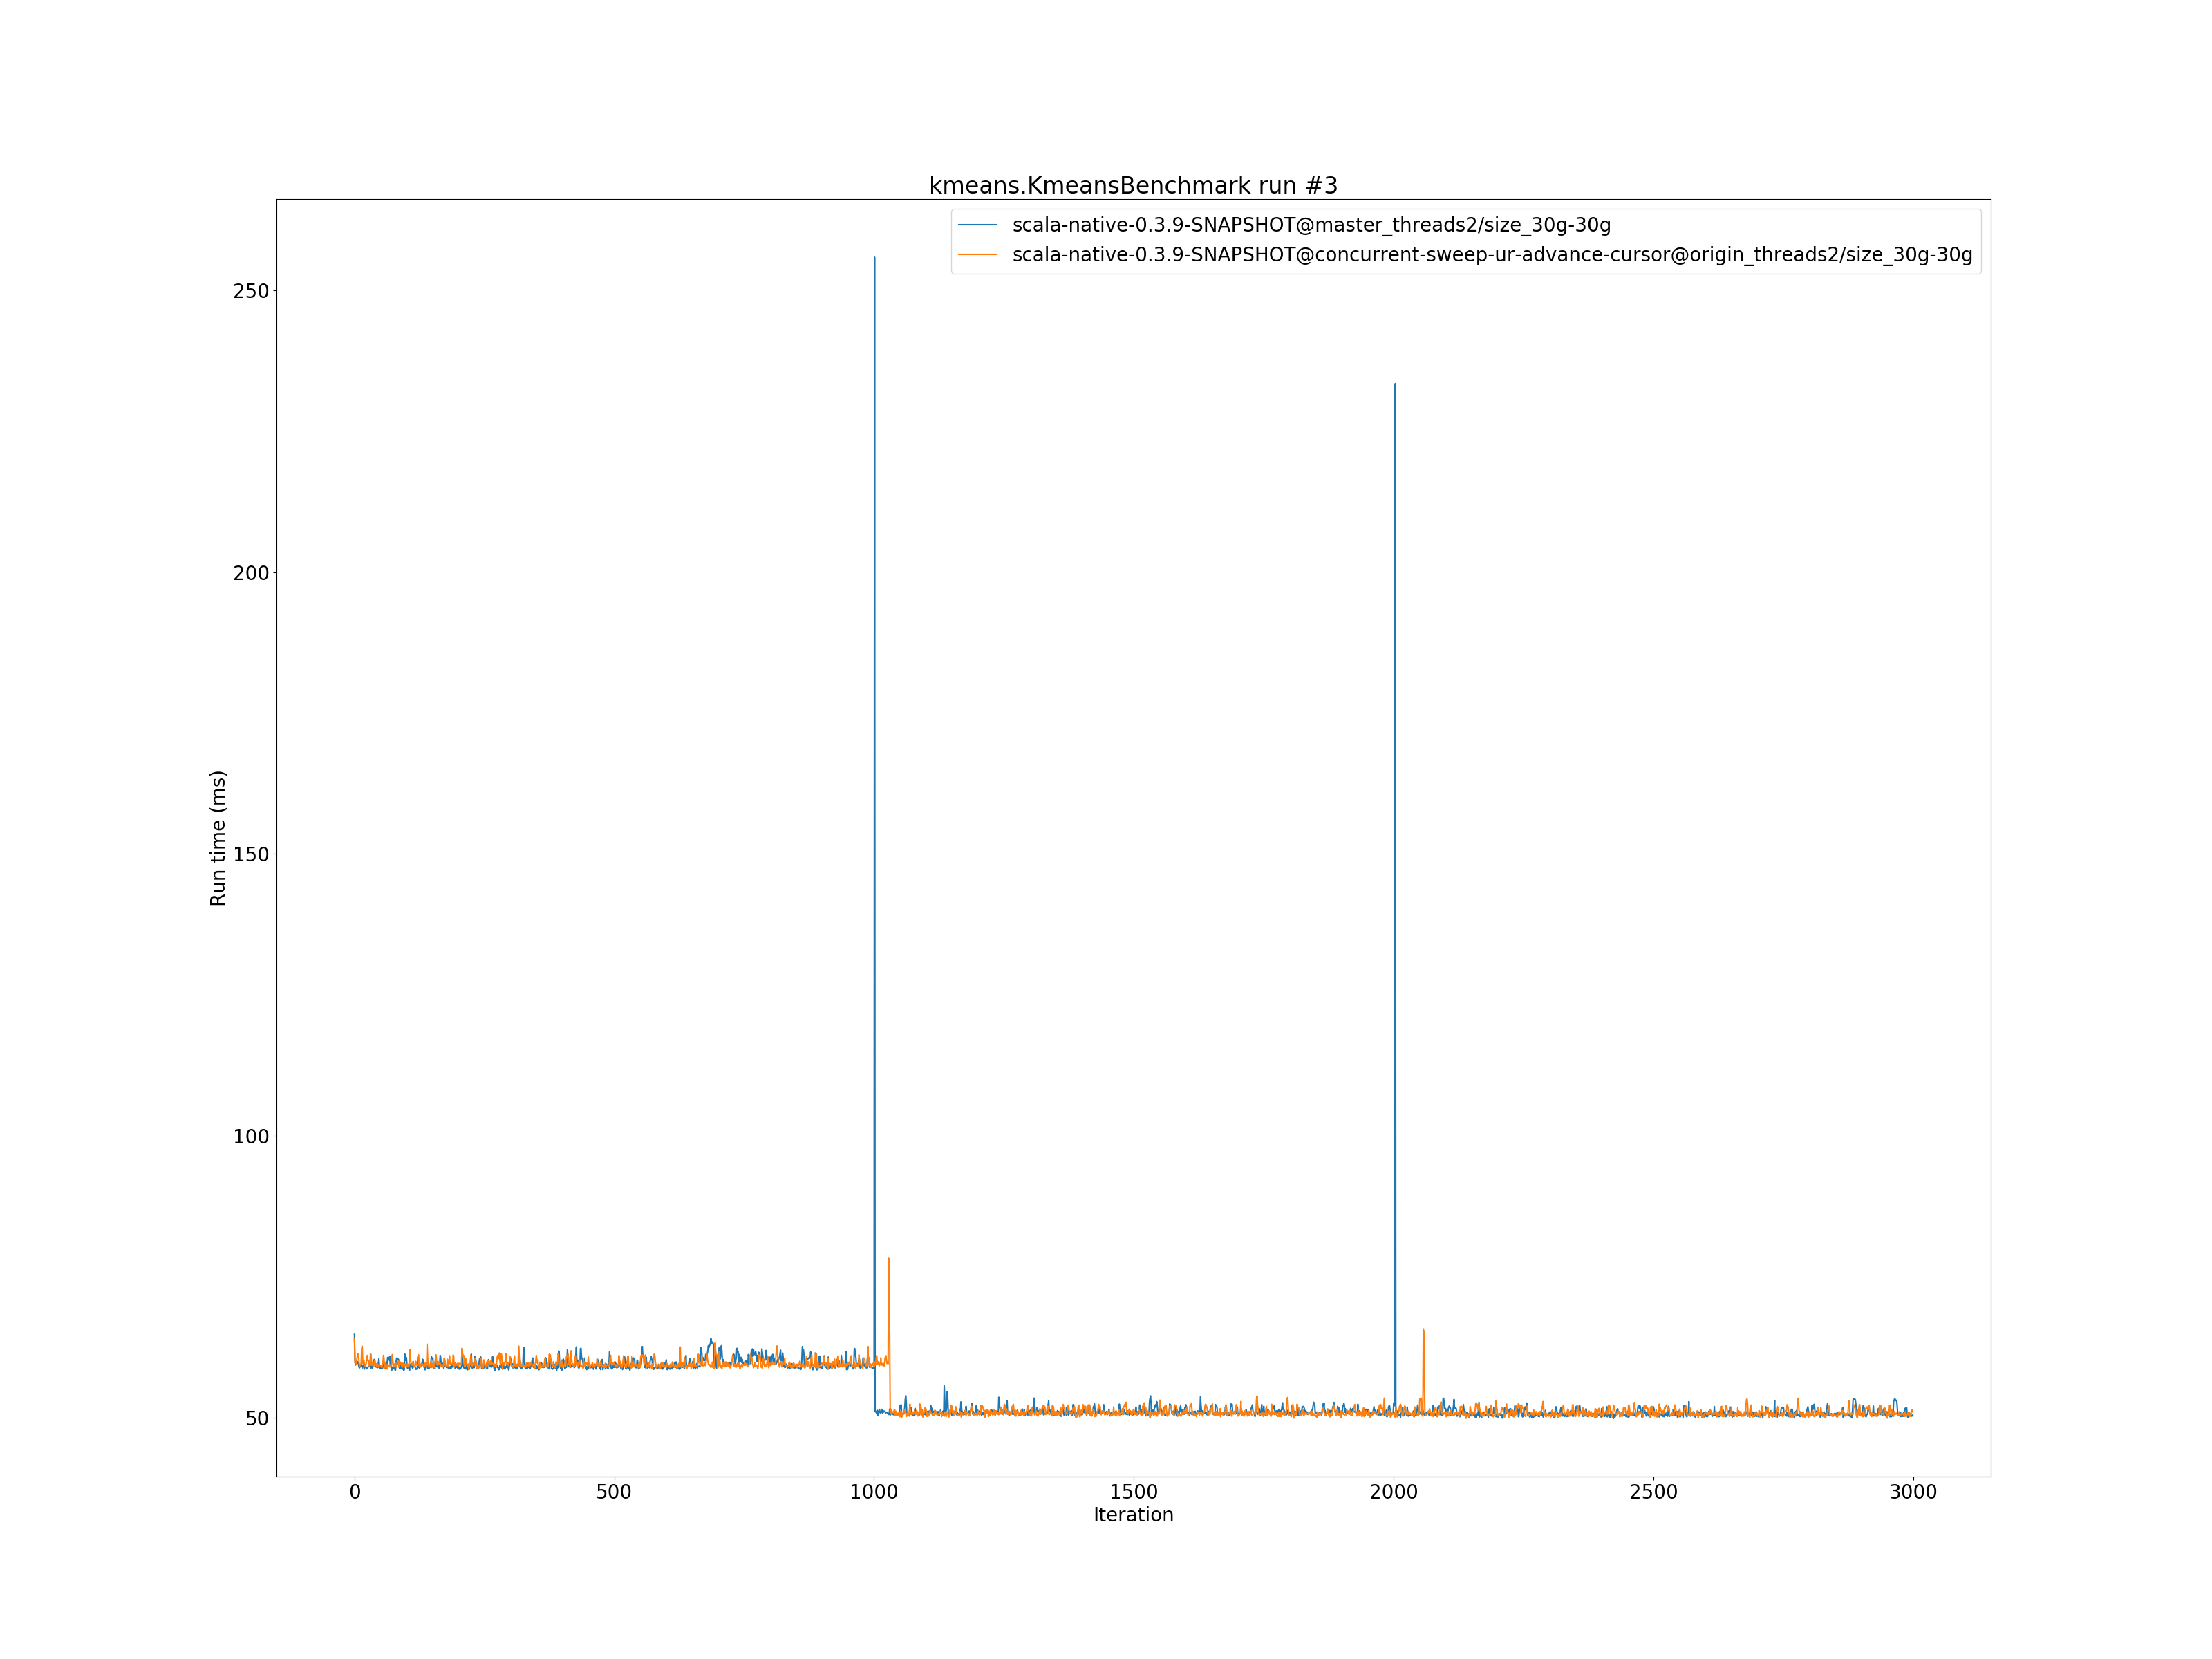 kmeans.KmeansBenchmark run #3
scala-native-0.3.9-SNAPSHOT@master_threads2/size_30g-30g
scala-native-0.3.9-SNAPSHOT@concurrent-sweep-ur-advance-cursor@origin_threads2/size_30g-30g
250
200
150
100
50
Run time (ms)
0 500 1000 1500 2000 2500 3000
Iteration